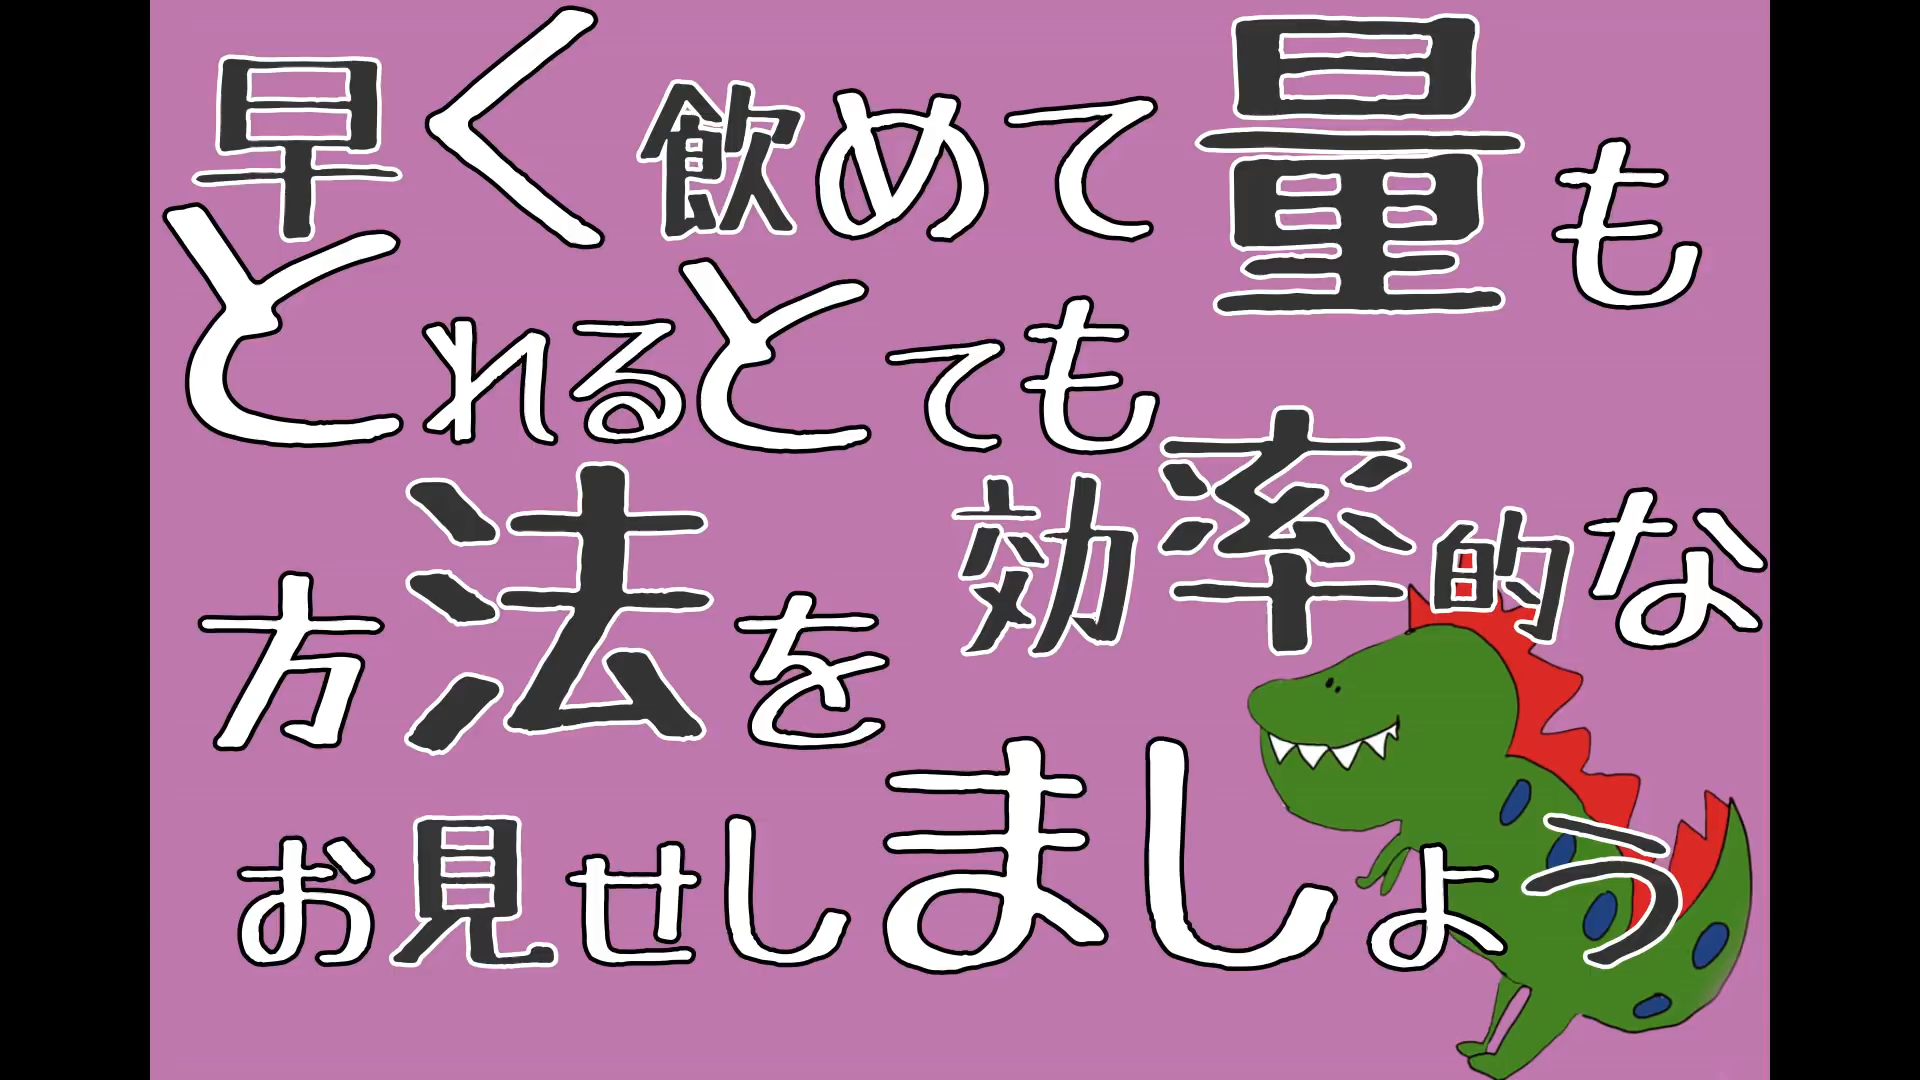 早く飲めて量も
とれるとても
効率的な
方法を
お見せしましょう